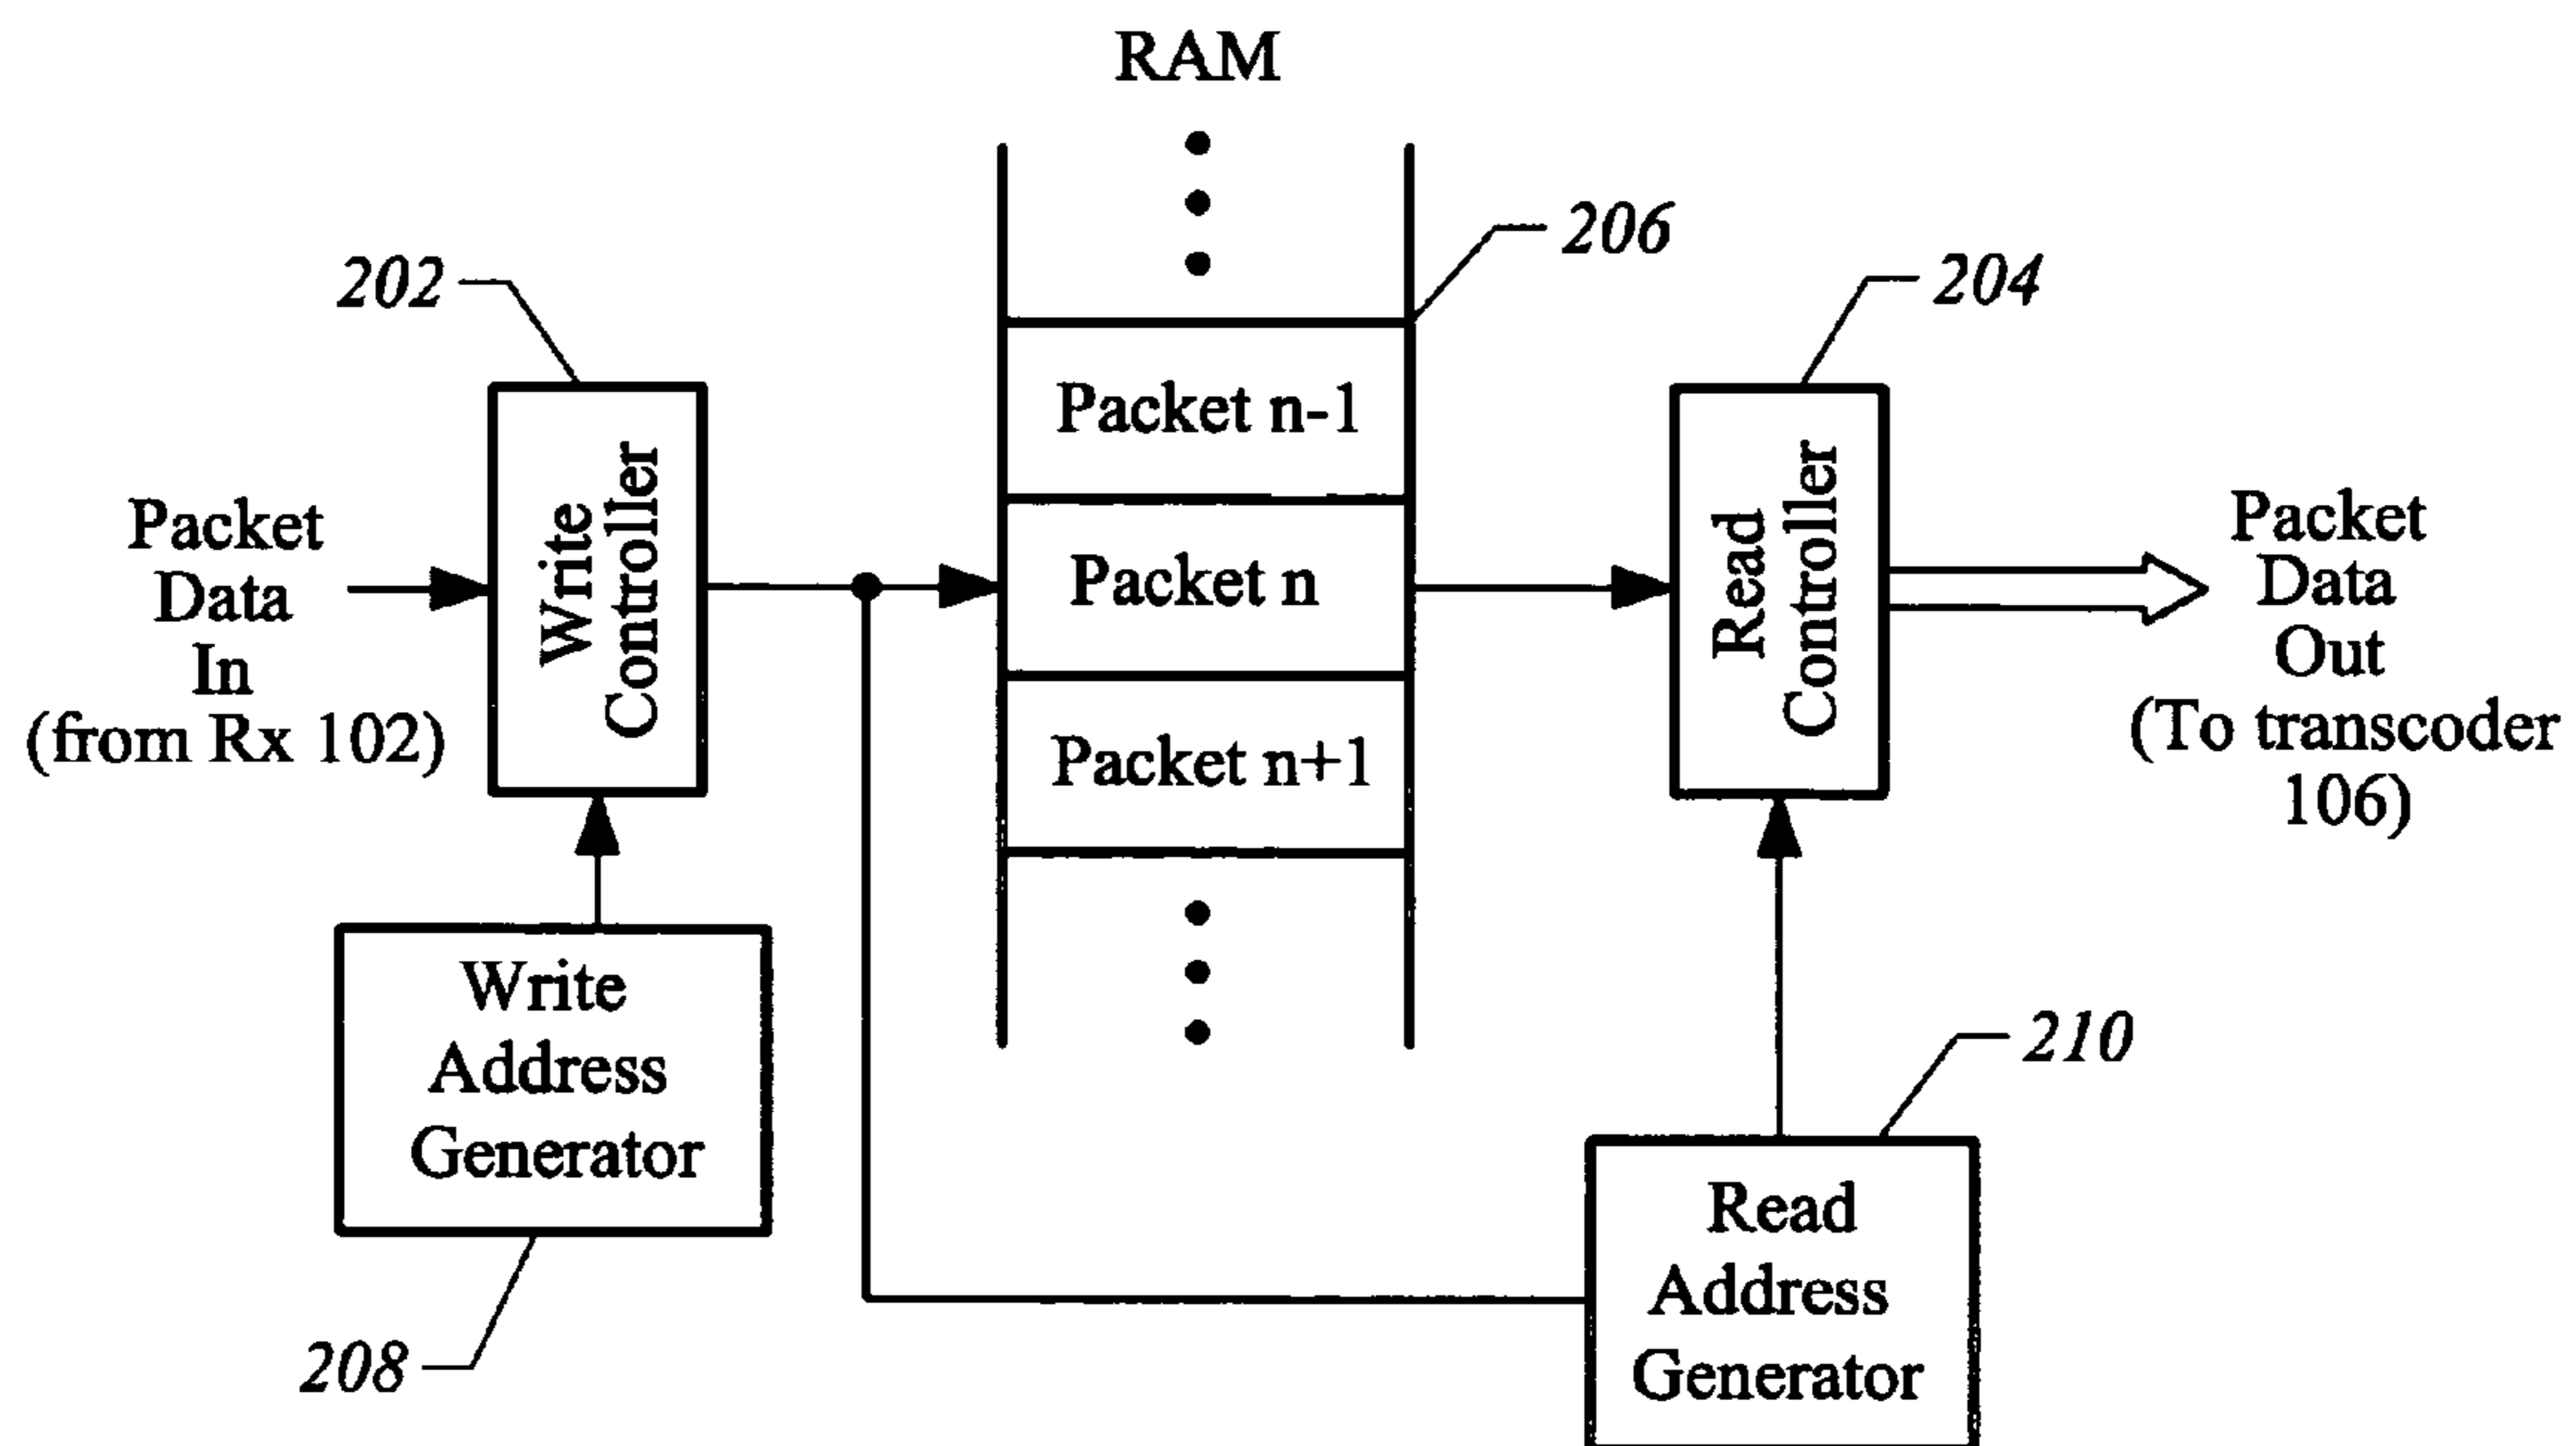 RAM
206
202
204
Packet n-1
Write
Controller
Read
Controller
Packet
Data
In
(from Rx 102)
Packet n
Packet
Data
Out
(To transcoder
106)
Packet n+1
Write
Address
Generator
208
210
Read
Address
Generator